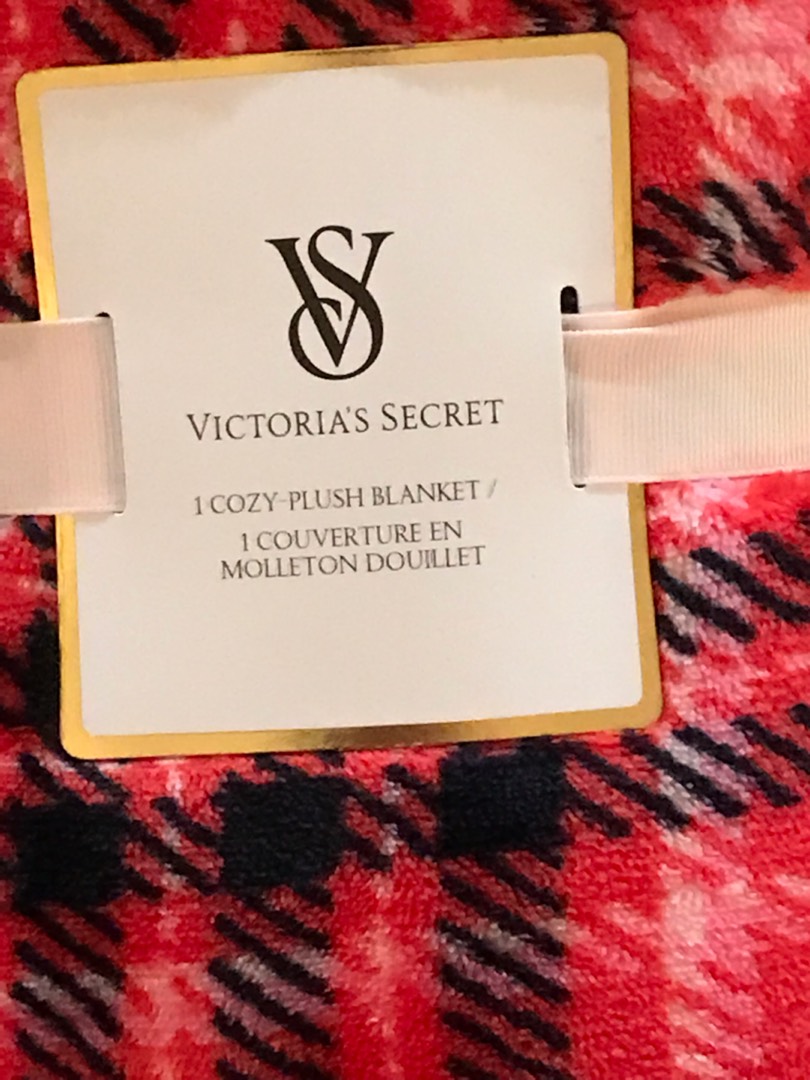 VS
VICTORIA'S SECRET
1 COZY-PLUSH BLANKET /
1 COUVERTURE EN
MOLLETON DOUILLET